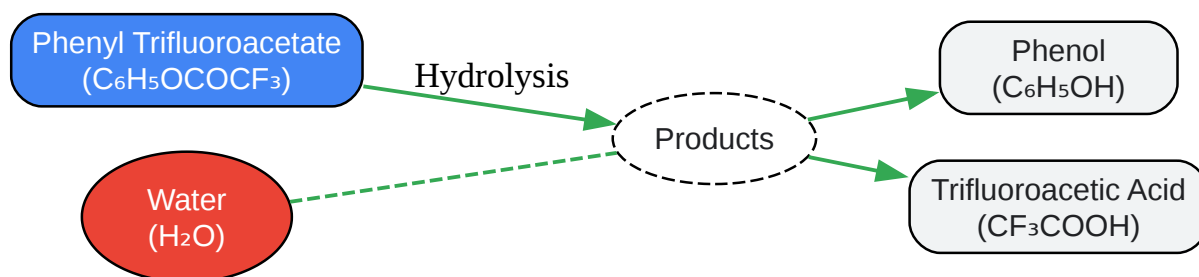 Phenyl Trifluoroacetate
(C₆H₅OCOCF₃)
Hydrolysis
Water
(H₂O)
Products
Phenol
(C₆H₅OH)
Trifluoroacetic Acid
(CF₃COOH)